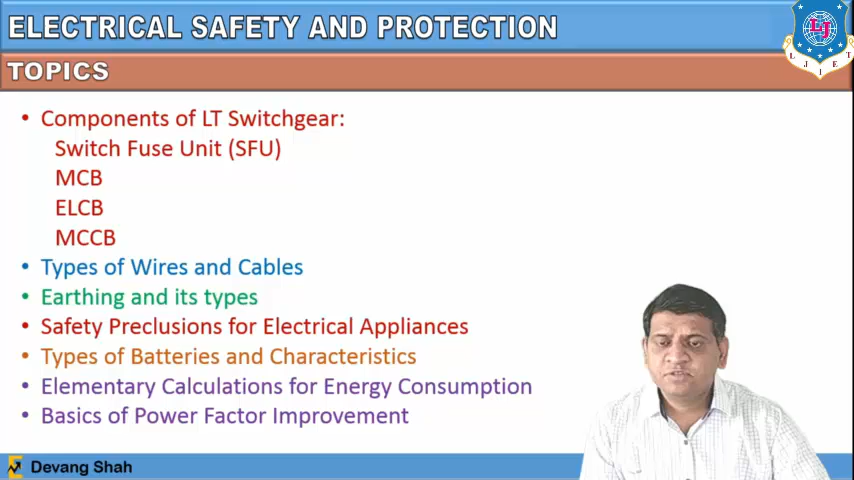 ELECTRICAL SAFETY AND PROTECTION
TOPICS
LJ
L J I E T
• Components of LT Switchgear:
Switch Fuse Unit (SFU)
MCB
ELCB
MCCB
• Types of Wires and Cables
• Earthing and its types
• Safety Preclusions for Electrical Appliances
• Types of Batteries and Characteristics
• Elementary Calculations for Energy Consumption
• Basics of Power Factor Improvement
Devang Shah